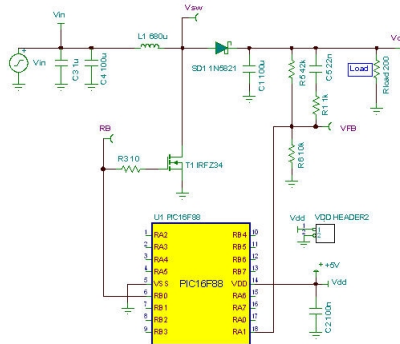 Vsw
Vin
L1 680u
Vo
Vin
C3 1u
C4 100u
SD1 1N5821
C1 100u
R5 42k
C5 22n
Load
Rload 200
R1 1k
RB
VFB
R3 10
T1 IRFZ34
R6 10k
U1 PIC16F88
Vdd
VDD HEADER2
1 RA2 RB4 10
2 RA3 RB5 11
3 RA4 RB6 12
4 RA5 RB7 13
5 VSS PIC16F88 VDD 14
6 RB0 RA6 15
7 RB1 RA7 16
8 RB2 RA0 17
9 RB3 RA1 18
+5V
Vdd
C2 100n